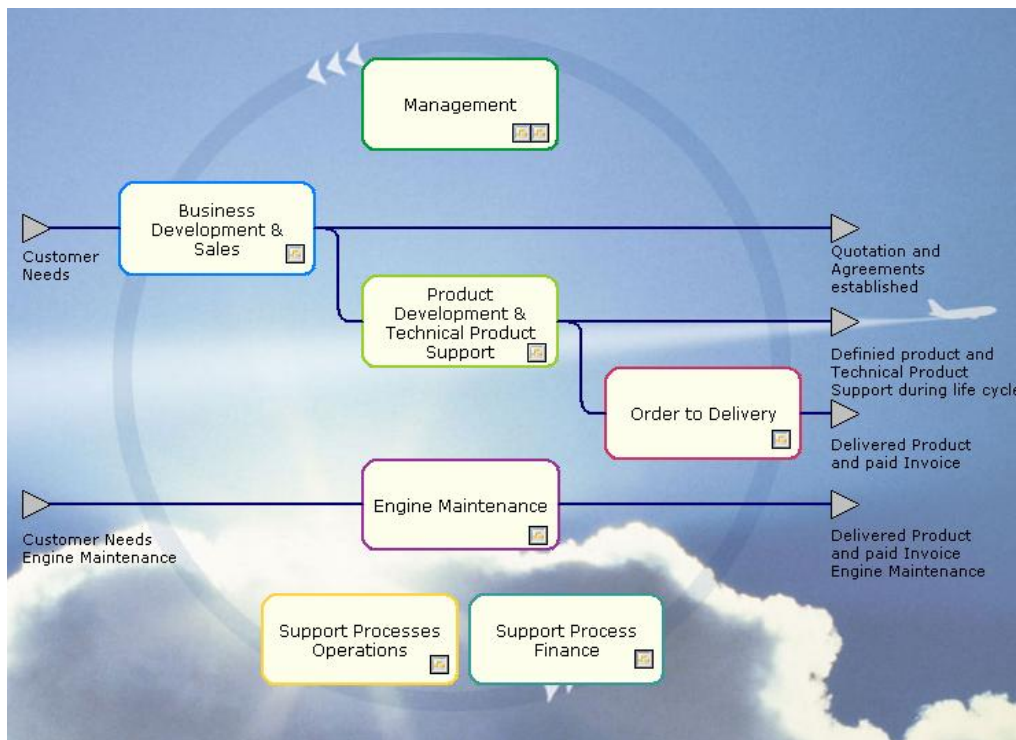 Management
Business
Development &
Sales
Customer
Needs
Quotation and
Agreements
established
Product
Development &
Technical Product
Support
Definied product and
Technical Product
Support during life cycle
Order to Delivery
Delivered Product
and paid Invoice
Engine Maintenance
Customer Needs
Engine Maintenance
Delivered Product
and paid Invoice
Engine Maintenance
Support Processes
Operations
Support Process
Finance